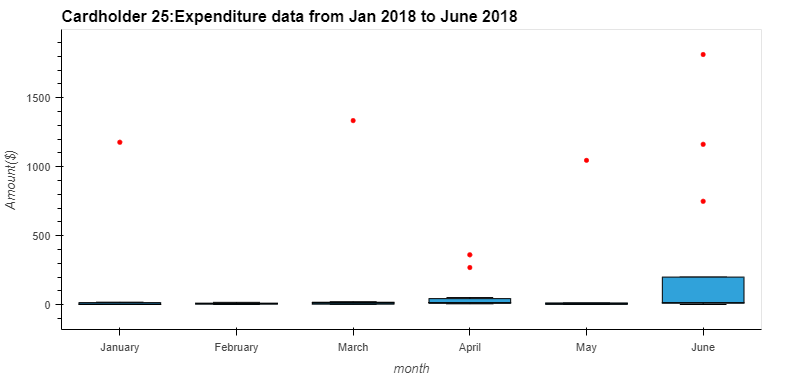 Cardholder 25:Expenditure data from Jan 2018 to June 2018
Amount($)
1500
1000
500
0
January February March April May June
month